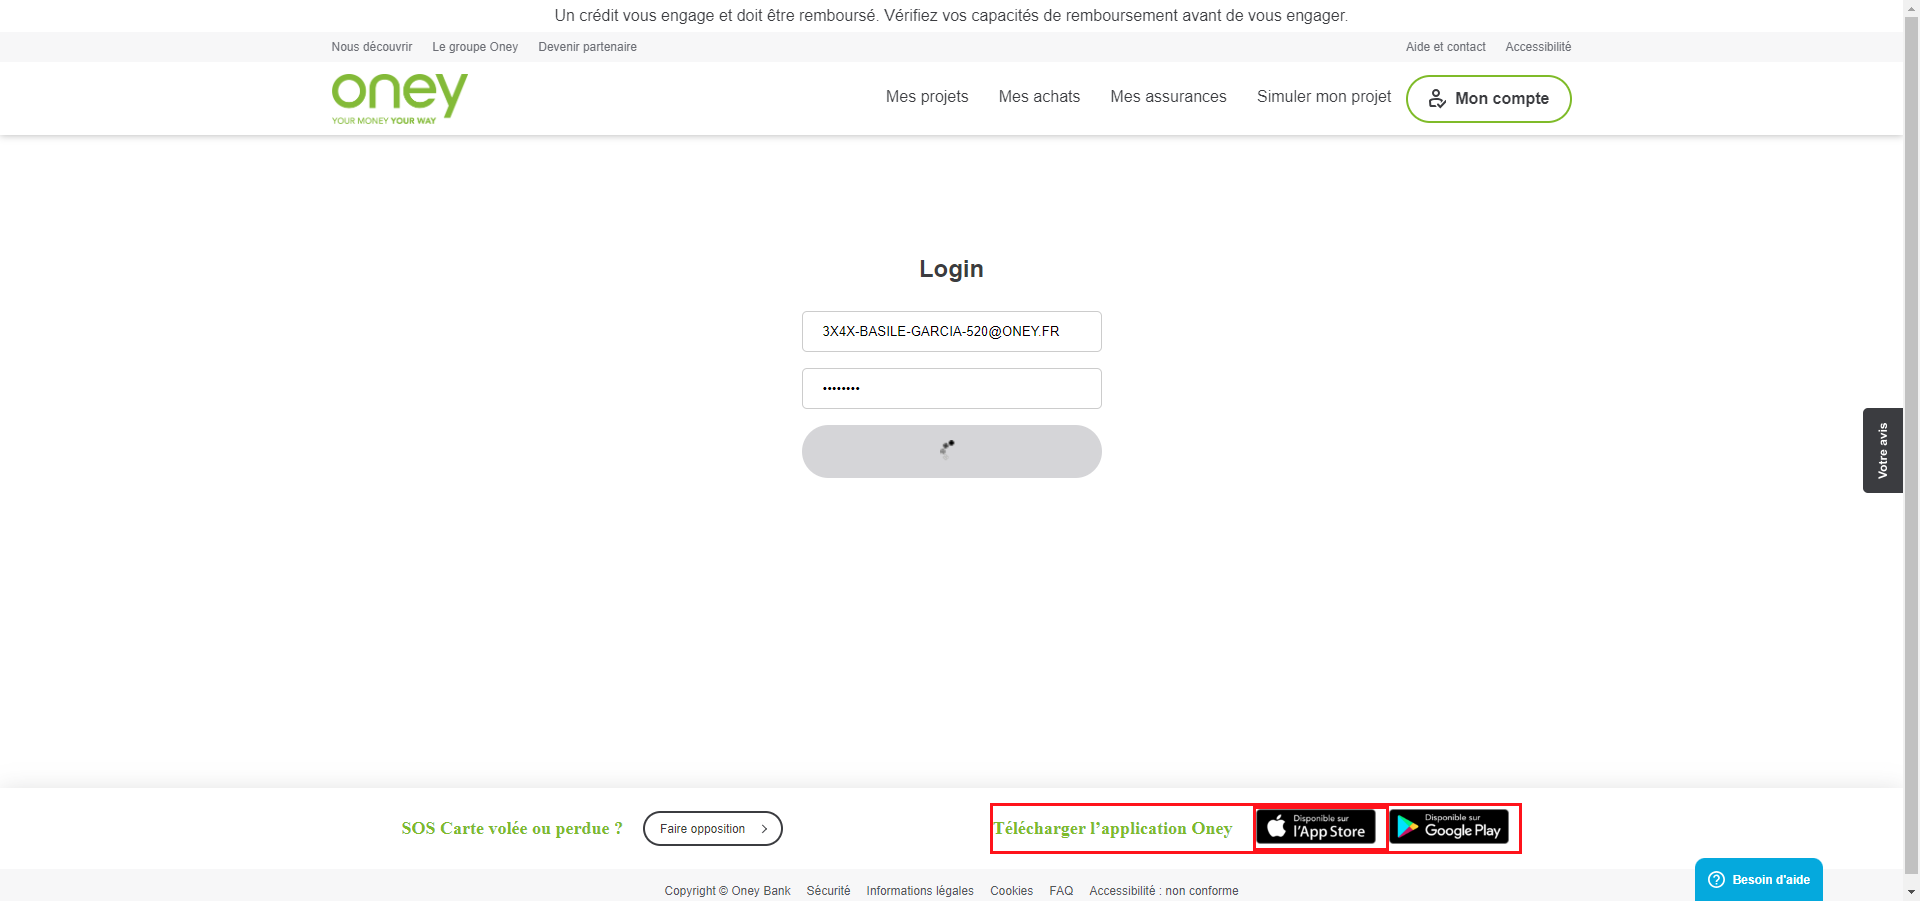 Un crédit vous engage et doit être remboursé. Vérifiez vos capacités de remboursement avant de vous engager.
Nous découvrir Le groupe Oney Devenir partenaire Aide et contact Accessibilité
oney
YOUR MONEY YOUR WAY
Mes projets Mes achats Mes assurances Simuler mon projet Mon compte
Login
3X4X-BASILE-GARCIA-520@ONEY.FR
••••••••
Votre avis
SOS Carte volée ou perdue ? Faire opposition
Télécharger l’application Oney
Disponible sur
l'App Store
Disponible sur
Google Play
Besoin d'aide
Copyright © Oney Bank Sécurité Informations légales Cookies FAQ Accessibilité : non conforme